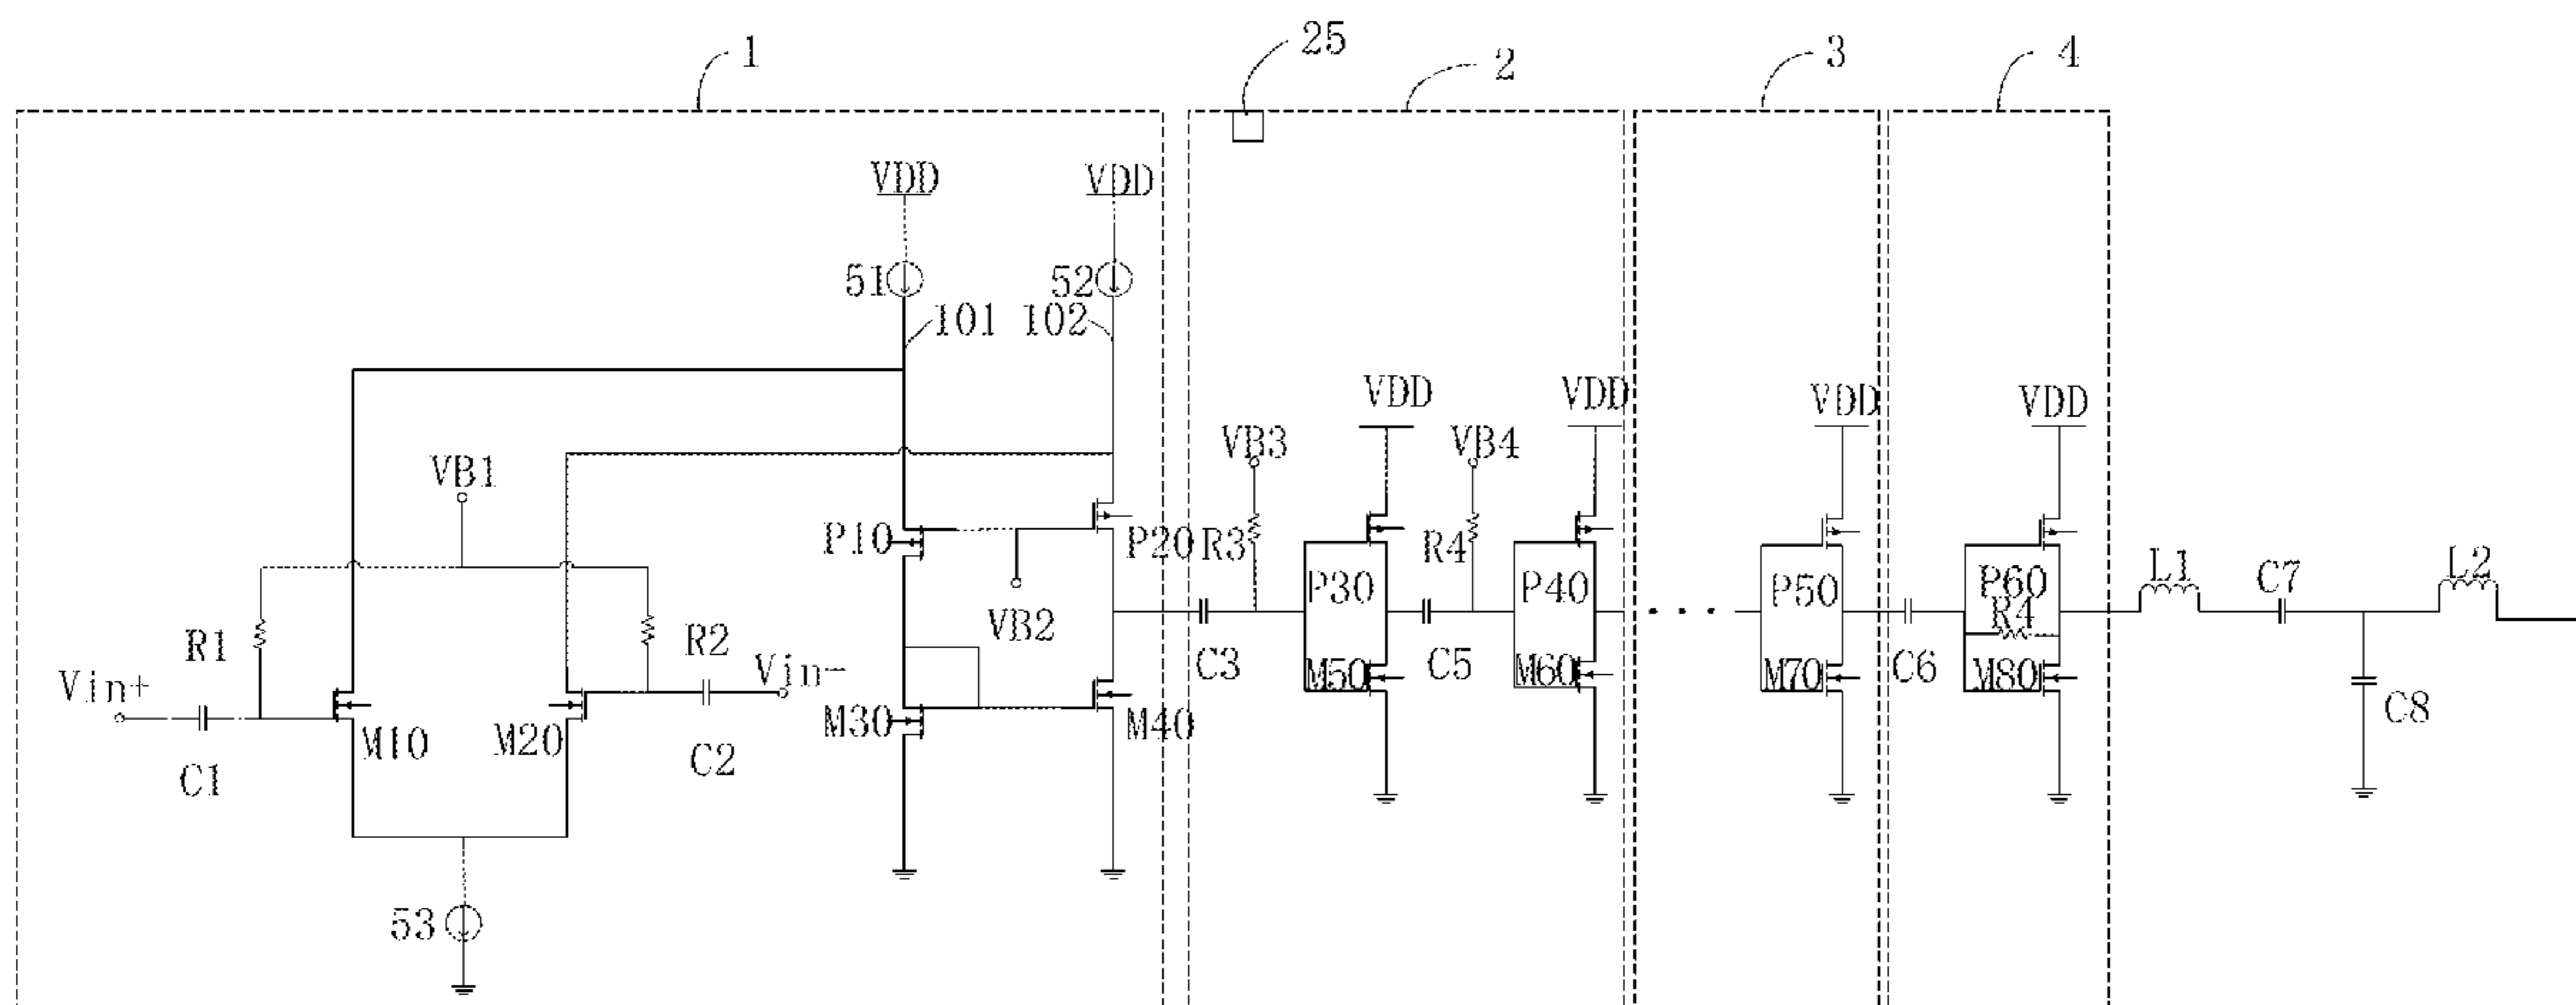 1
25
2
3
4
VDD
VDD
51
52
101
102
VDD
VDD
VDD
VDD
VB3
VB4
VB1
P10
P20
R3
R4
P30
P40
P50
P60
L1
C7
L2
VB2
R4
R1
R2
Vin+
Vin-
C3
M50
C5
M60
M70
C6
M80
C8
M10
M20
M30
M40
C1
C2
53